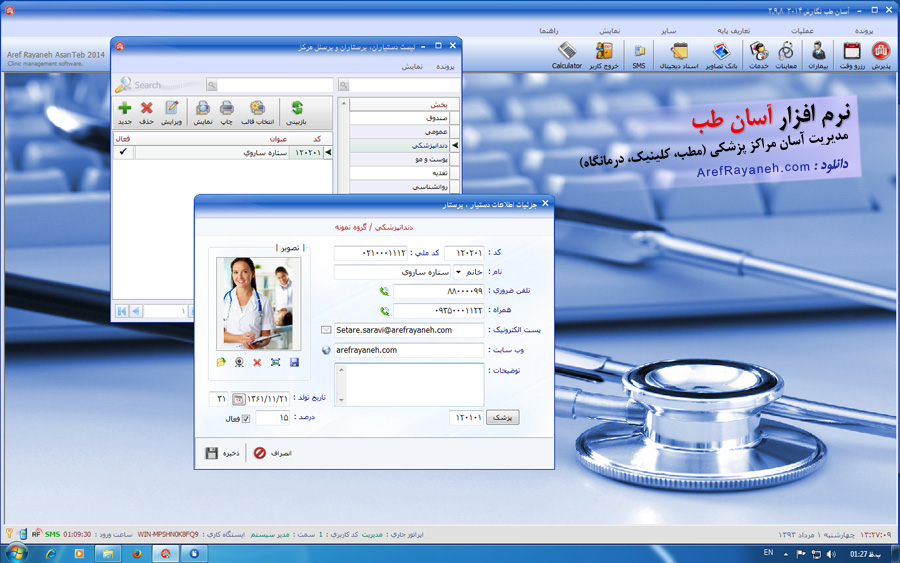 آسان طب نگارش ۲۰۱۴ - ۳,۹,۸
پرونده عملیات تعاریف پایه سایر نمایش راهنما
Aref Rayaneh AsanTeb 2014
Clinic management software.
پذیرش رزرو وقت بیماران معاینات خدمات بانک تصاویر اسناد دیجیتال SMS خروج کاربر Calculator
نرم افزار آسان طب
مدیریت آسان مراکز پزشکی (مطب، کلینیک، درمانگاه)
دانلود : ArefRayaneh.com
لیست دستیاران، پرستاران و پرسنل مرکز
پرونده نمایش
Search
جدید حذف ویرایش نمایش چاپ انتخاب قالب بازبینی
کد عنوان فعال
۱۲۰۲۰۱ ستاره ساروی
بخش
صندوق
عمومی
دندانپزشکی
پوست و مو
تغذیه
روانشناسی
۱
جزئیات اطلاعات دستیار ، پرستار
دندانپزشکی / گروه نمونه
کد : ۱۲۰۲۰۱ کد ملی : ۰۲۱۰۰۰۱۱۱۲
نام : خانم ستاره ساروی
تلفن ضروری : ۸۸۰۰۰۰۹۹
همراه : ۰۹۳۵۰۰۰۱۱۲۲
پست الکترونیک : Setare.saravi@arefrayaneh.com
وب سایت : arefrayaneh.com
توضیحات :
تصویر
تاریخ تولد : ۱۳۶۱/۱۱/۲۱ ۳۱
درصد : ۱۵ فعال
پزشک ۱۲۰۱۰۱
انصراف ذخیره
۱۳:۲۷:۰۹ چهارشنبه ۱ مرداد ۱۳۹۳
اپراتور جاری : مدیریت کد کاربری : 1 سمت : مدیر سیستم ایستگاه کاری : WIN-MPSHN0K8FQ9 ساعت ورود : 01:09:30 SMS RF
EN
01:27 ب.ظ